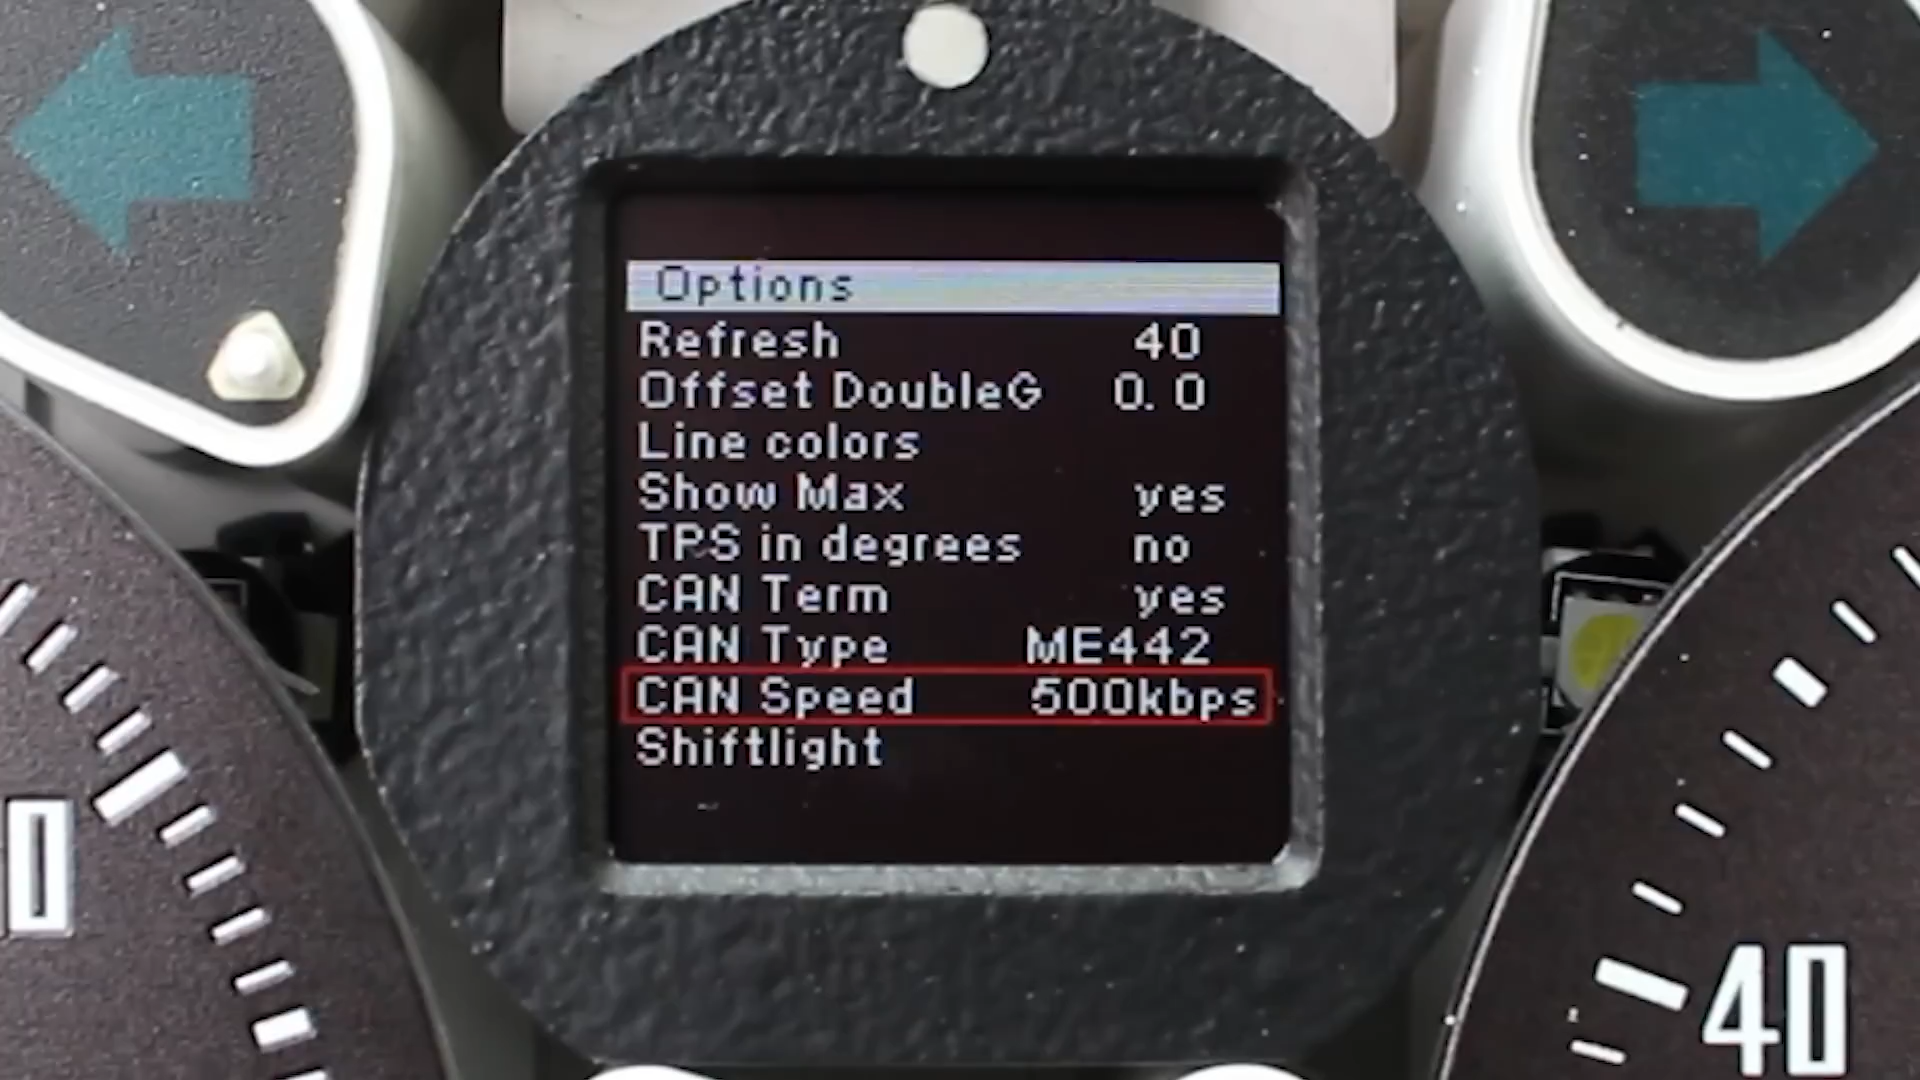 Options
Refresh 40
Offset DoubleG 0.0
Line colors
Show Max yes
TPS in degrees no
CAN Term yes
CAN Type ME442
CAN Speed 500kbps
Shiftlight
0
40